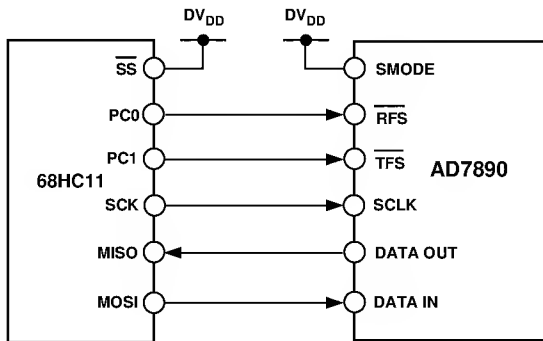 DVDD DVDD
SS SMODE
PC0 RFS
PC1 TFS
68HC11 AD7890
SCK SCLK
MISO DATA OUT
MOSI DATA IN